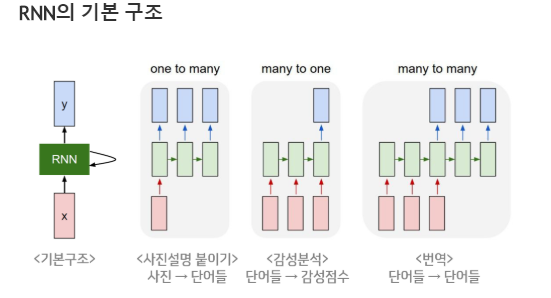 RNN의 기본 구조
one to many
many to one
many to many
y
RNN
x
<기본구조>
<사진설명 붙이기>
사진 → 단어들
<감성분석>
단어들 → 감성점수
<번역>
단어들 → 단어들